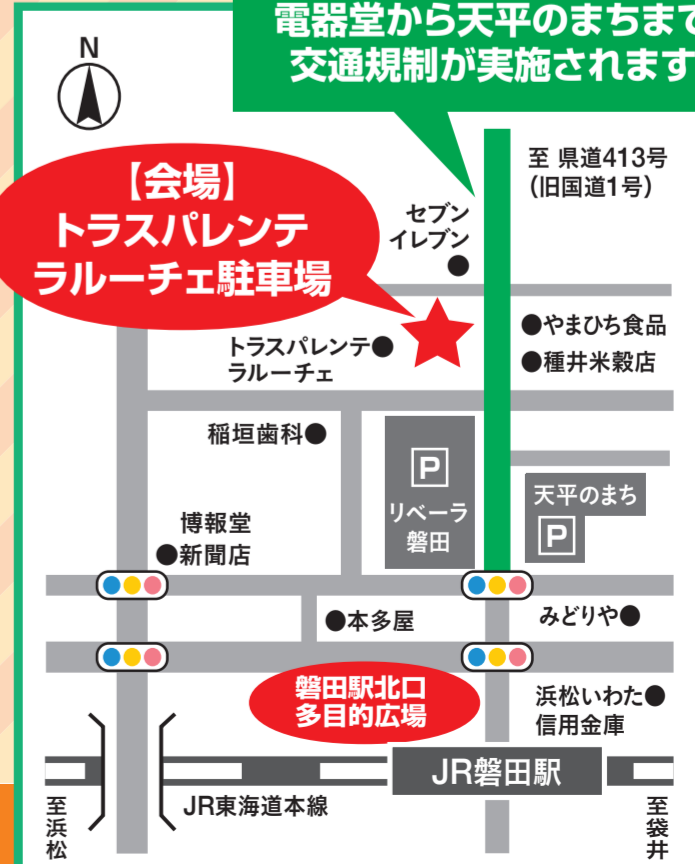 電器堂から天平のまちまで
交通規制が実施されます
N
【会場】
トラスパレンテ
ラルーチェ駐車場
至 県道413号
(旧国道1号)
セブン
イレブン
トラスパレンテ
ラルーチェ
やまひち食品
種井米穀店
稲垣歯科
P
リベーラ
磐田
天平のまち
P
博報堂
新聞店
本多屋
みどりや
磐田駅北口
多目的広場
浜松いわた
信用金庫
JR磐田駅
JR東海道本線
至浜松
至袋井